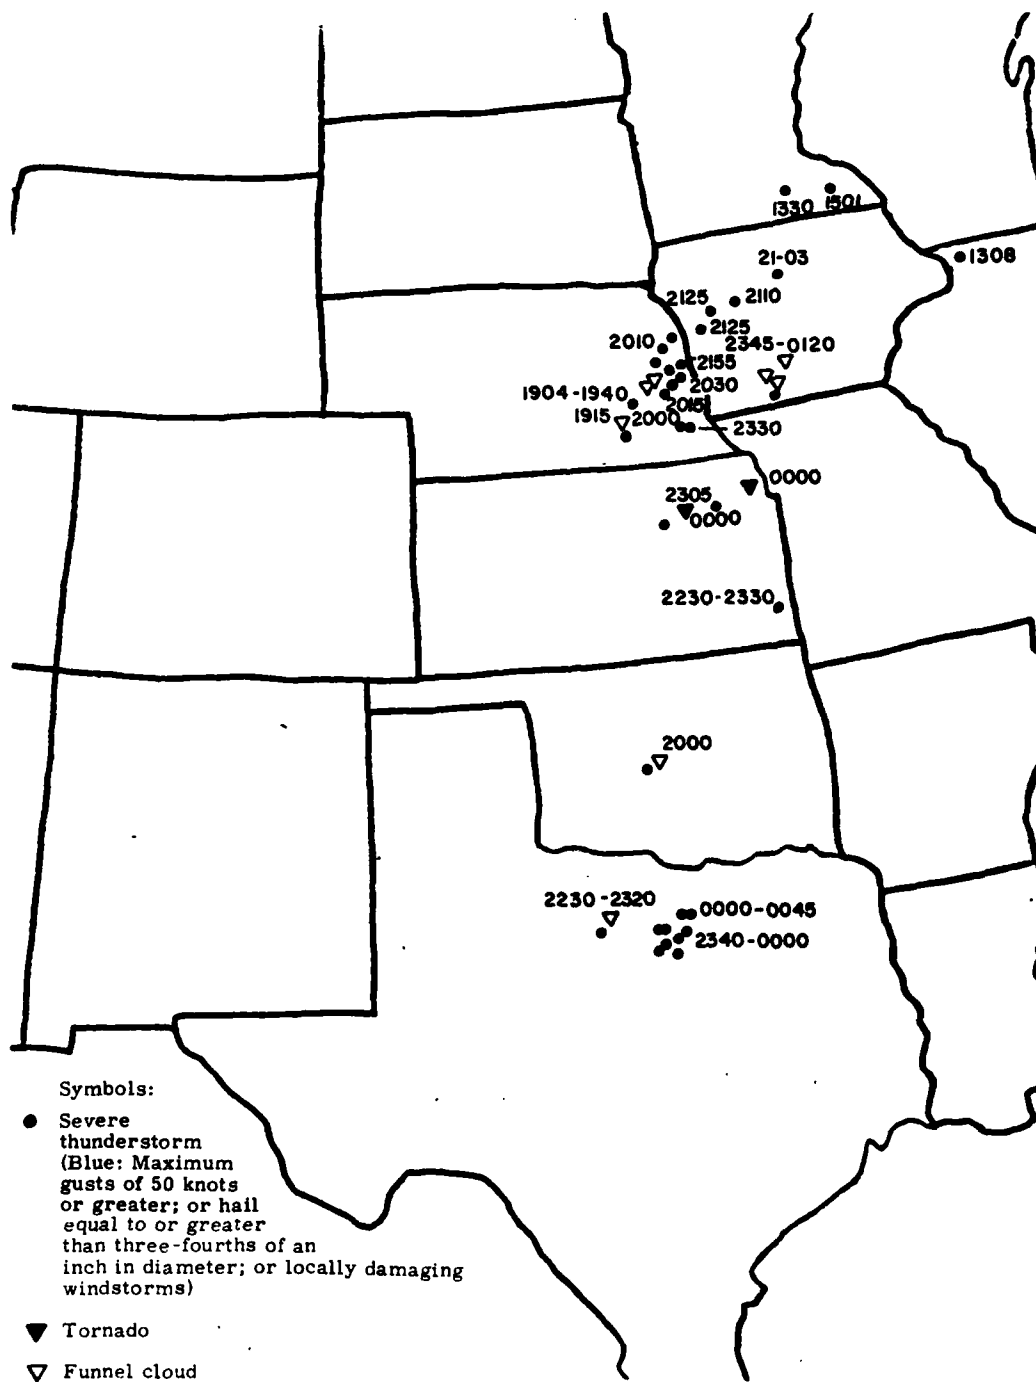 1330
1501
1308
21-03
2125
2110
2125
2010
2345-0120
2155
1904-1940
2030
2015
1915
2000
2330
0000
2305
0000
2230-2330
2000
2230-2320
0000-0045
2340-0000
Symbols:
Severe
thunderstorm
(Blue: Maximum
gusts of 50 knots
or greater; or hail
equal to or greater
than three-fourths of an
inch in diameter; or locally damaging
windstorms)
Tornado
Funnel cloud